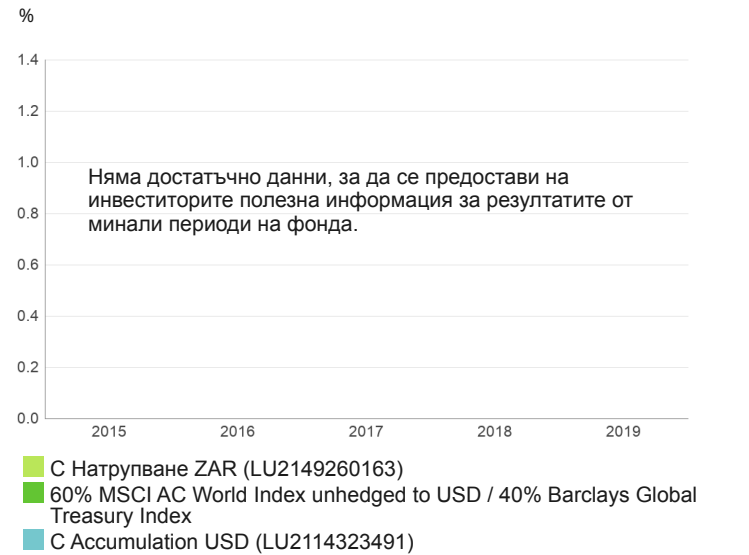 %
1.4
1.2
1.0
Няма достатъчно данни, за да се предостави на
инвеститорите полезна информация за резултатите от
0.8
минали периоди на фонда.
0.6
0.4
0.2
0.0
2015 2016 2017 2018 2019
С Натрупване ZAR (LU2149260163)
60% MSCI AC World Index unhedged to USD / 40% Barclays Global
Treasury Index
C Accumulation USD (LU2114323491)